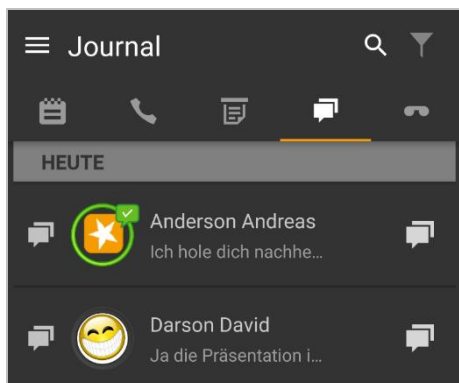 Journal
HEUTE
Anderson Andreas
Ich hole dich nachhe...
Darson David
Ja die Präsentation i...